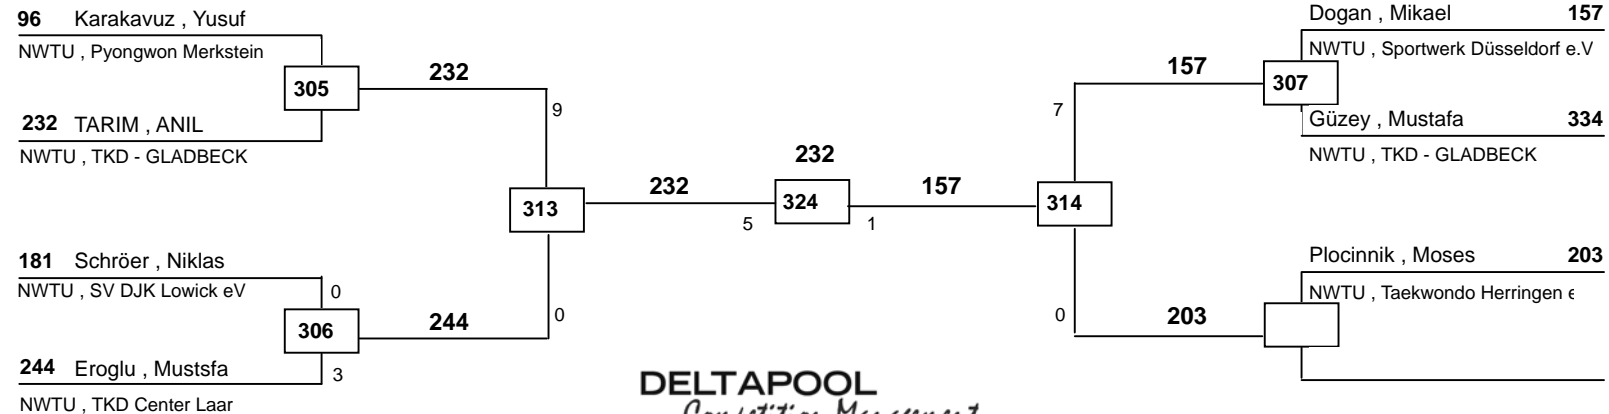 96 Karakavuz , Yusuf
NWTU , Pyongwon Merkstein
305
232
9
232 TARIM , ANIL
NWTU , TKD - GLADBECK
313
232
5
232
324
157
1
314
181 Schröer , Niklas
NWTU , SV DJK Lowick eV
0
306
244
0
244 Eroglu , Mustsfa
3
NWTU , TKD Center Laar
Dogan , Mikael 157
NWTU , Sportwerk Düsseldorf e.V
157
307
7
Güzey , Mustafa 334
NWTU , TKD - GLADBECK
Plocinnik , Moses 203
NWTU , Taekwondo Herringen e
203
0
DELTAPOOL
Competition Management